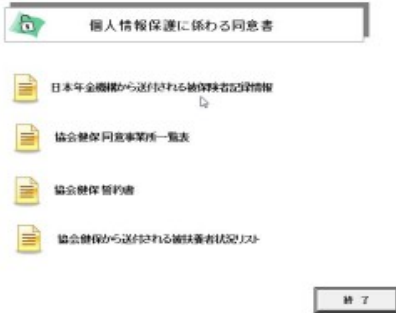 個人情報保護に係わる同意書
日本年金機構から送付される被保険者記録情報
協会健保同意事業所一覧表
協会健保誓約書
協会健保から送付される被扶養者状況リスト
終了